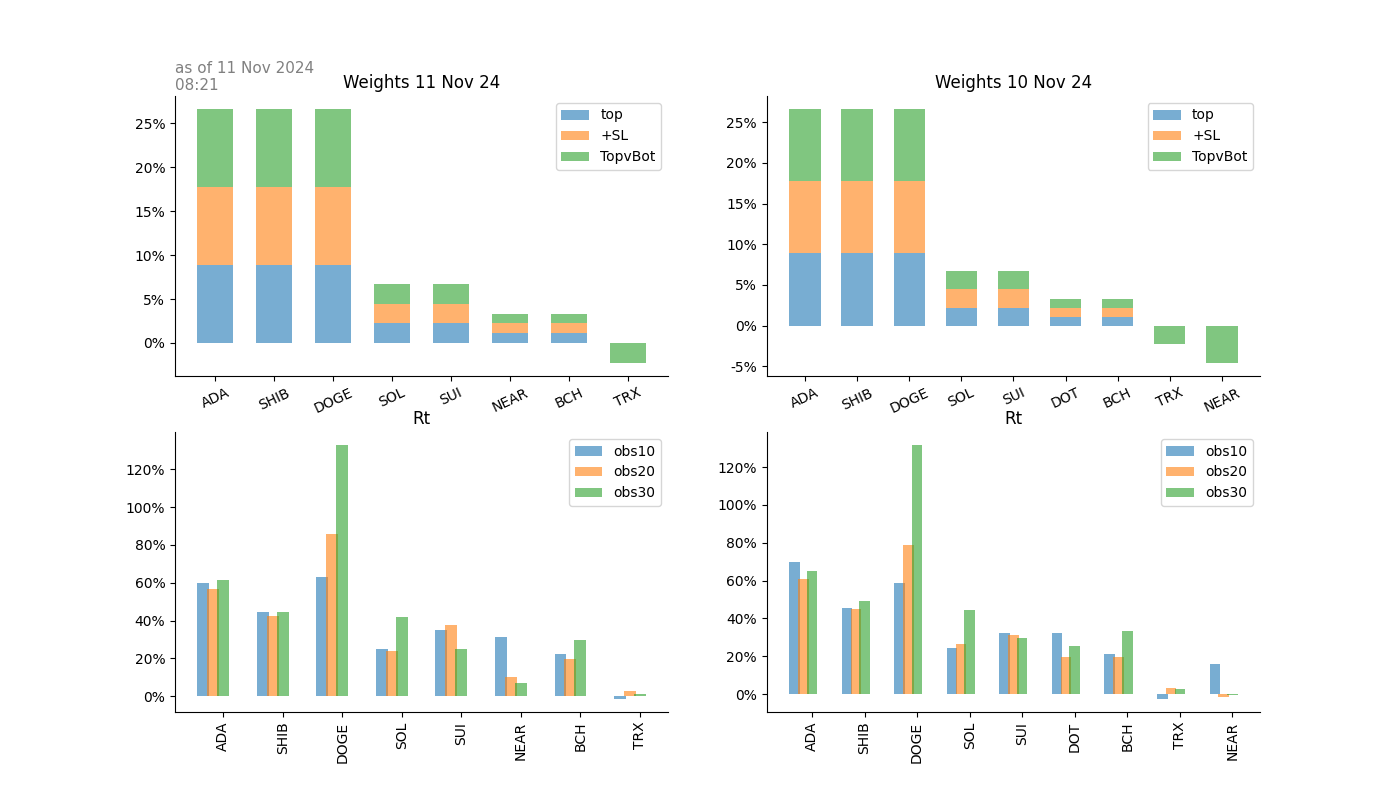 as of 11 Nov 2024
08:21
Weights 11 Nov 24
25%
20%
15%
10%
5%
0%
top
+SL
TopvBot
ADA
SHIB
DOGE
SOL
SUI
NEAR
BCH
TRX
Weights 10 Nov 24
25%
20%
15%
10%
5%
0%
-5%
top
+SL
TopvBot
ADA
SHIB
DOGE
SOL
SUI
DOT
BCH
TRX
NEAR
Rt
120%
100%
80%
60%
40%
20%
0%
obs10
obs20
obs30
ADA
SHIB
DOGE
SOL
SUI
NEAR
BCH
TRX
Rt
120%
100%
80%
60%
40%
20%
0%
obs10
obs20
obs30
ADA
SHIB
DOGE
SOL
SUI
DOT
BCH
TRX
NEAR